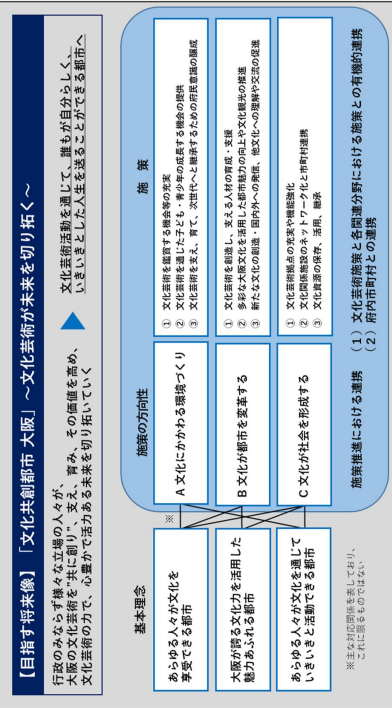 【目指す将来像】「文化共創都市 大阪」～文化芸術が未来を切り拓く～
行政のみならず様々な立場の人々が、
大阪の文化芸術を“共に創り”、支え、育み、その価値を高め、
文化芸術の力で、心豊かで活力ある未来を切り拓いていく
文化芸術活動を通じて、誰もが自分らしく、
いきいきとした人生を送ることができる都市へ
基本理念
あらゆる人々が文化を
享受できる都市
大阪が誇る文化力を活用した
魅力あふれる都市
あらゆる人々が文化を通じて
いきいきと活動できる都市
※主な対応関係を表しており、
これに限るものではない
※
施策の方向性
A 文化にかかわる環境づくり
B 文化が都市を変革する
C 文化が社会を形成する
施策
① 文化芸術を鑑賞する機会等の充実
② 文化芸術を通じた子ども・青少年の成長する機会の提供
③ 文化芸術を支え、育て、次世代へと継承するための府民意識の醸成
① 文化芸術を創造し、支える人材の育成・支援
② 多彩な大阪文化を活用した都市魅力の向上や文化観光の推進
③ 新たな文化の創造・国内外への発信、他文化への理解や交流の促進
① 文化芸術拠点の充実や機能強化
② 文化関係施設のネットワーク化と市町村連携
③ 文化資源の保存、活用、継承
施策推進における連携
（１）文化芸術施策と各関連分野における施策との有機的連携
（２）府内市町村との連携